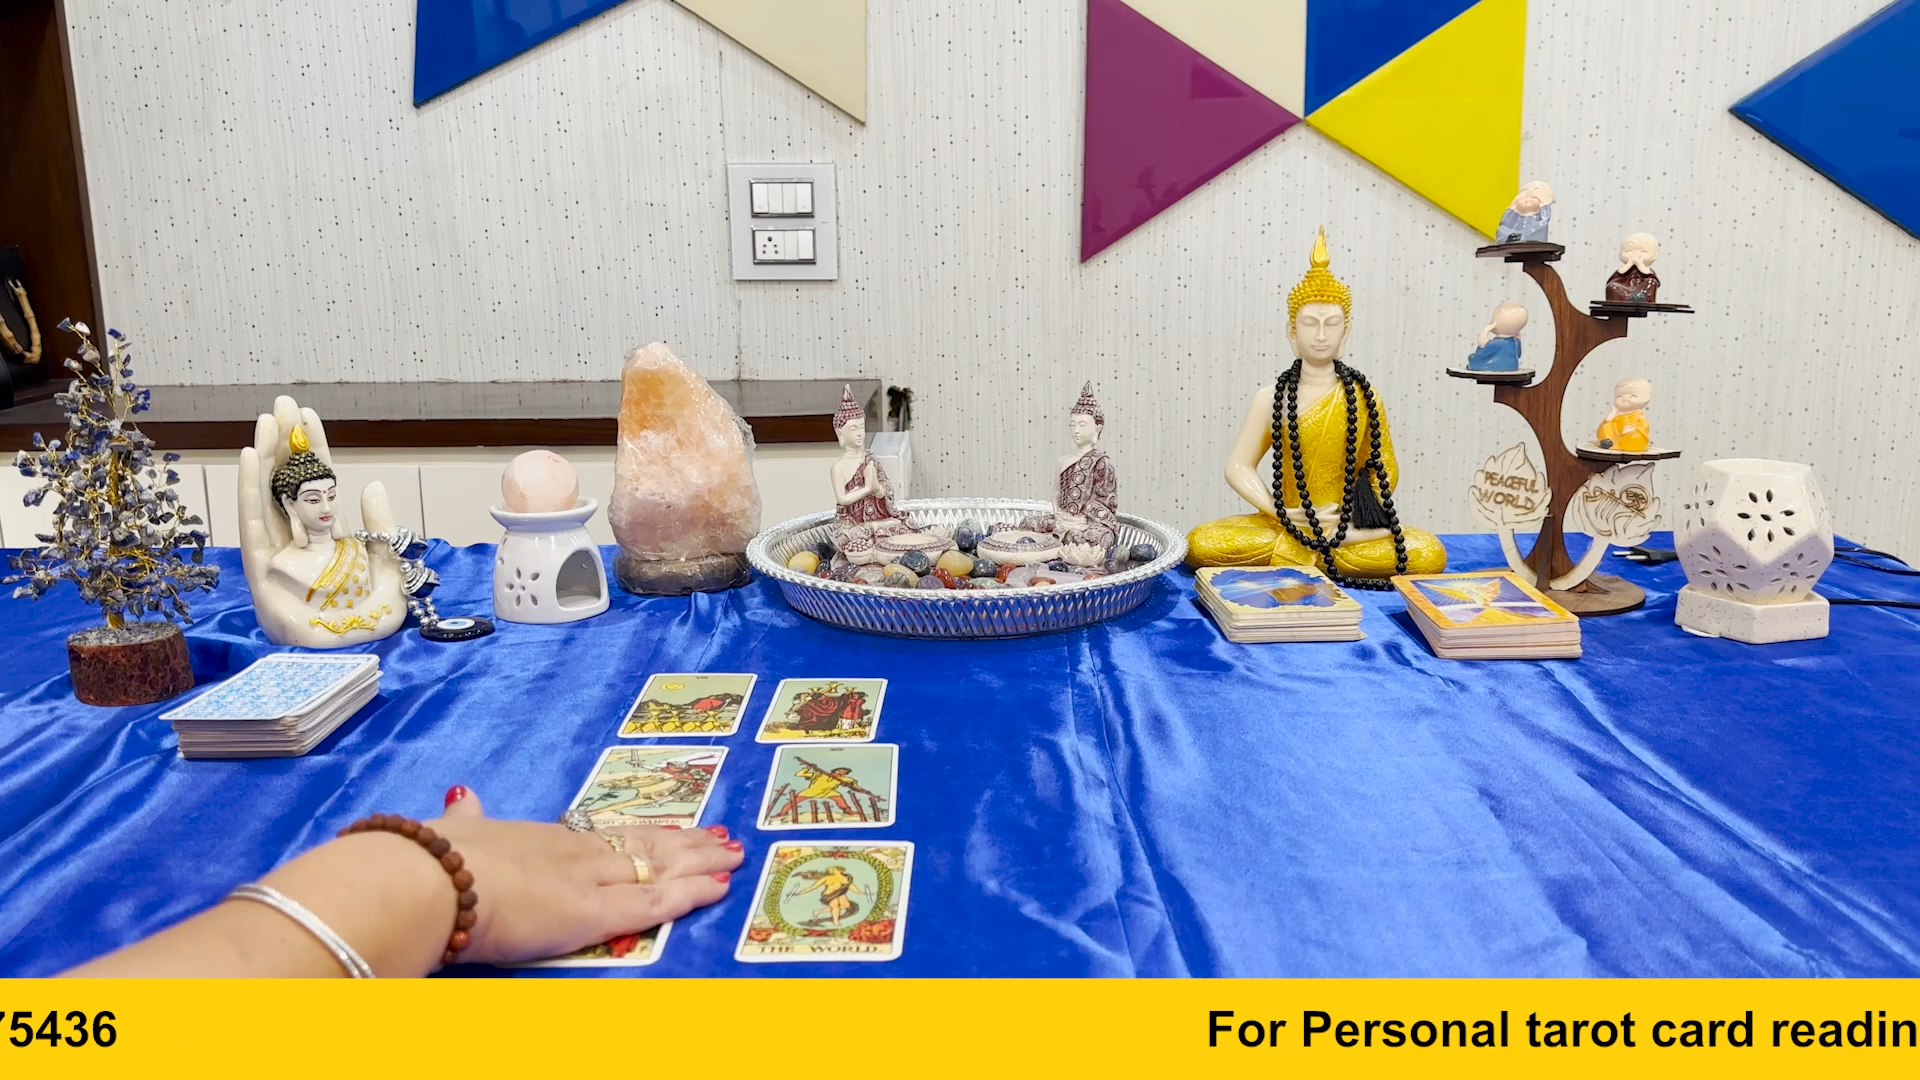 PEACEFUL
WORLD
THE WORLD.
75436
For Personal tarot card readin